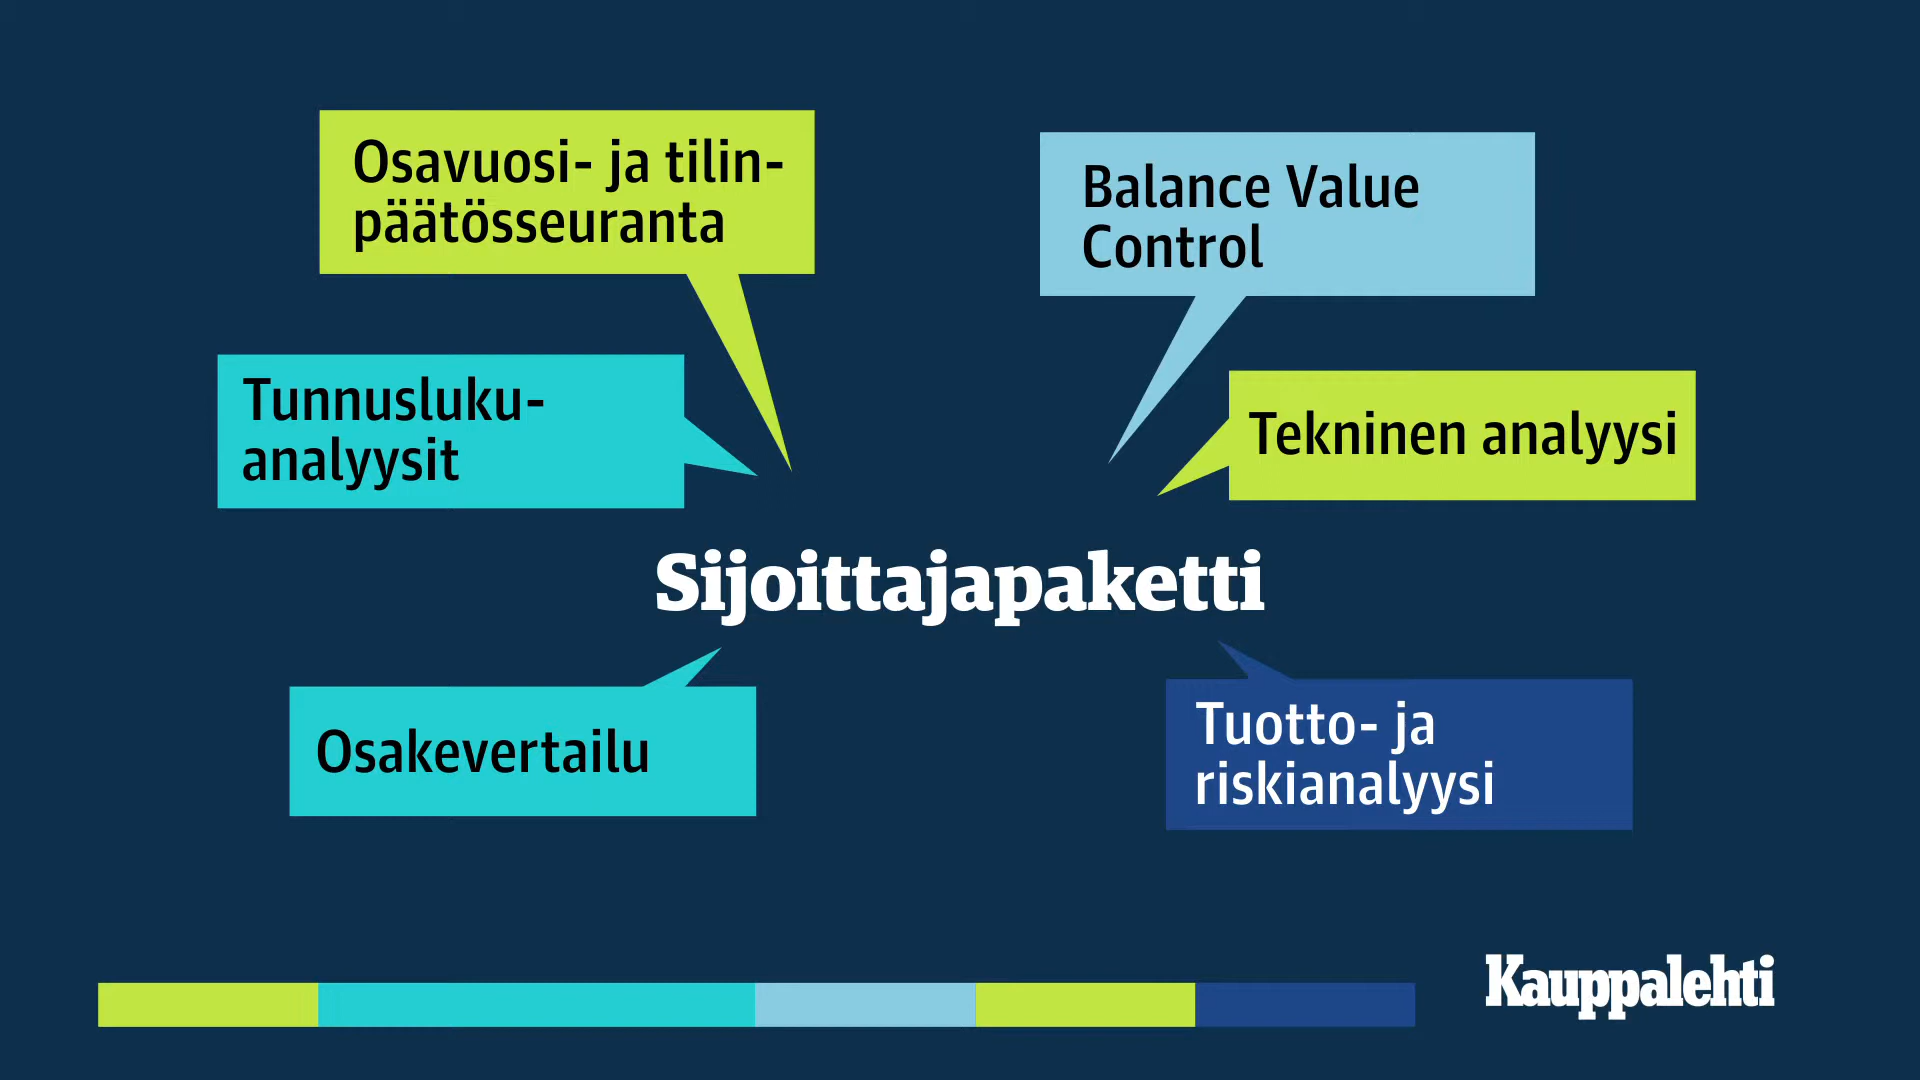 Osavuosi- ja tilin-
päätösseuranta
Balance Value
Control
Tunnusluku-
analyysit
Tekninen analyysi
Sijoittajapaketti
Osakevertailu
Tuotto- ja
riskianalyysi
Kauppalehti